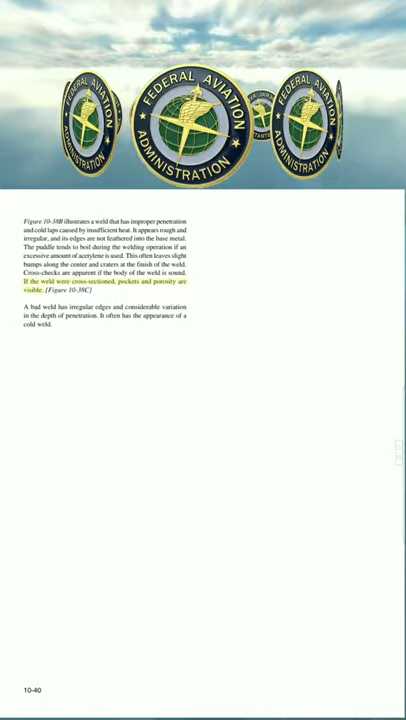 FEDERAL AVIATION
ADMINISTRATION
FEDERAL AVIATION
ADMINISTRATION
FEDERAL AVIATION
ADMINISTRATION
Figure 10-38B illustrates a weld that has improper penetration
and cold laps caused by insufficient heat. It appears rough and
irregular, and its edges are not feathered into the base metal.
The puddle tends to boil during the welding operation if an
excessive amount of acetylene is used. This often leaves slight
bumps along the center and craters at the finish of the weld.
Cross-checks are apparent if the body of the weld is sound.
If the weld were cross-sectioned, pockets and porosity are
visible. [Figure 10-38C]
A bad weld has irregular edges and considerable variation
in the depth of penetration. It often has the appearance of a
cold weld.
10-40